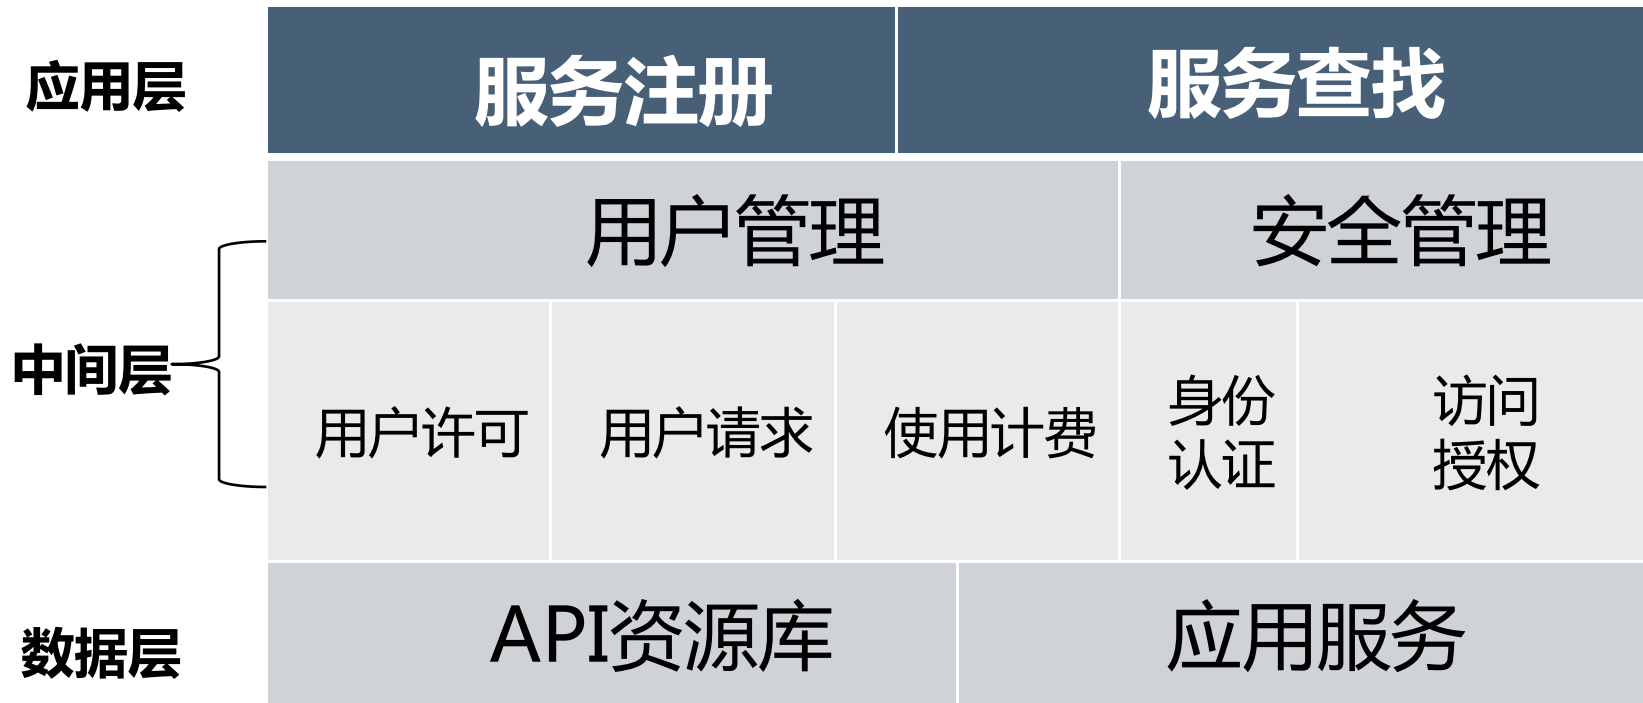 应用层
服务注册
服务查找
用户管理
安全管理
中间层
用户许可
用户请求
使用计费
身份
认证
访问
授权
数据层
API资源库
应用服务